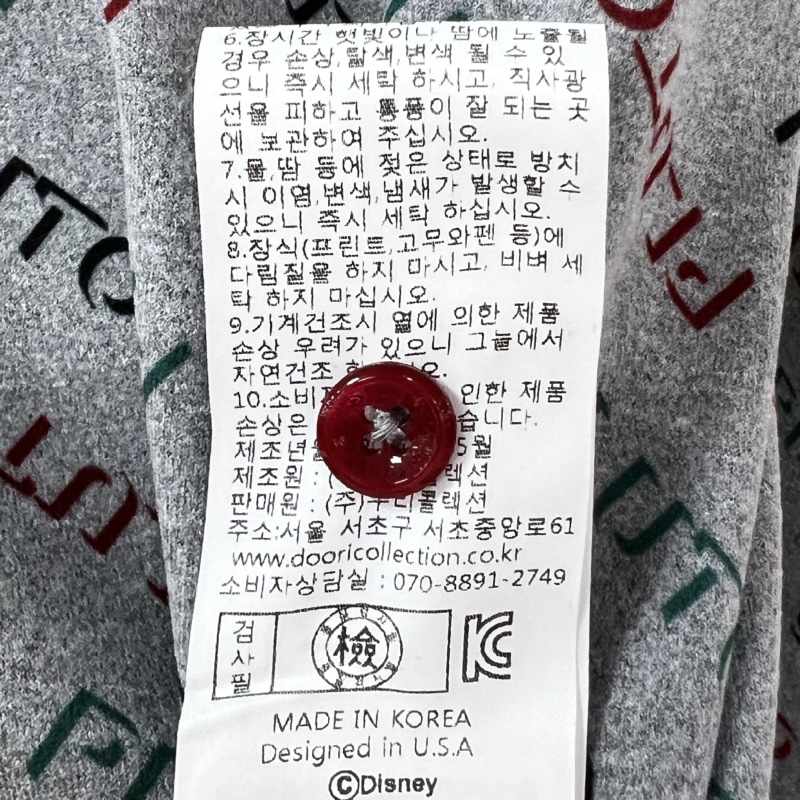 6.장시간 햇빛이나 땀에 노출될
경우 손상,탈색,변색 될 수 있
으니 즉시 세탁 하시고, 직사광
선을 피하고 통풍이 잘 되는 곳
에 보관하여 주십시오.
7.물,땀 등에 젖은 상태로 방치
시 이염,변색,냄새가 발생할 수
있으니 즉시 세탁 하십시오.
8.장식(프린트,고무와펜 등)에
다림질을 하지 마시고, 비벼 세
탁 하지 마십시오.
9.기계건조시 열에 의한 제품
손상 우려가 있으니 그늘에서
자연건조
10.소비 인한 제품
손상은 습니다.
제조년 5월
제조원 : ( 렉션
판매원 : (주)두리콜렉션
주소:서울 서초구 서초중앙로61
www.dooricollection.co.kr
소비자상담실 : 070-8891-2749
검사필
檢
KC
MADE IN KOREA
Designed in U.S.A
©Disney